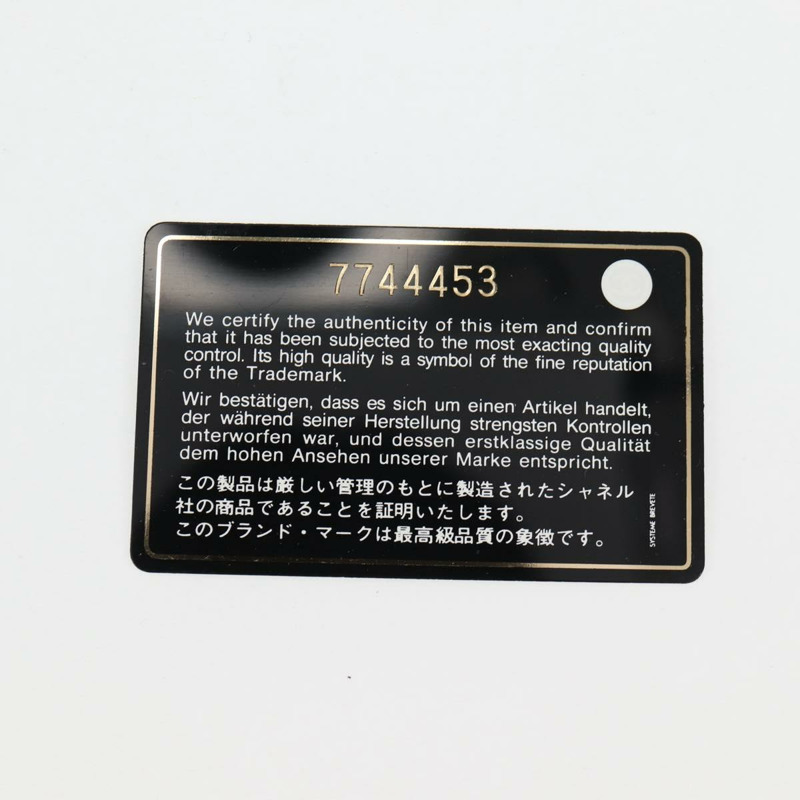 7744453
We certify the authenticity of this item and confirm
that it has been subjected to the most exacting quality
control. Its high quality is a symbol of the fine reputation
of the Trademark.
Wir bestätigen, dass es sich um einen Artikel handelt,
der während seiner Herstellung strengsten Kontrollen
unterworfen war, und dessen erstklassige Qualität
dem hohen Ansehen unserer Marke entspricht.
この製品は厳しい管理のもとに製造されたシャネル
社の商品であることを証明いたします。
このブランド・マークは最高級品質の象徴です。
SYSTEME BREVETE